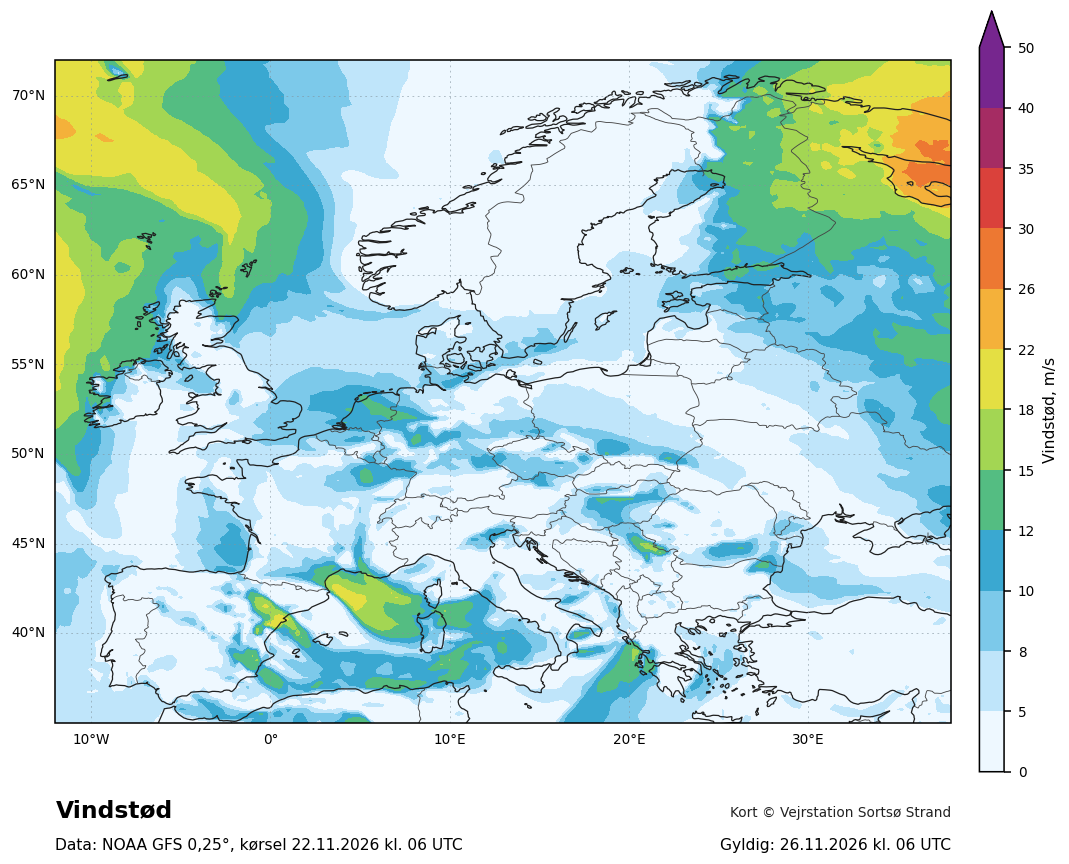 50
40
35
30
26
22
18
15
12
10
8
5
0
Vindstød, m/s
70°N
65°N
60°N
55°N
50°N
45°N
40°N
10°W
0°
10°E
20°E
30°E
Vindstød
Kort © Vejrstation Sortsø Strand
Data: NOAA GFS 0,25°, kørsel 22.11.2026 kl. 06 UTC
Gyldig: 26.11.2026 kl. 06 UTC